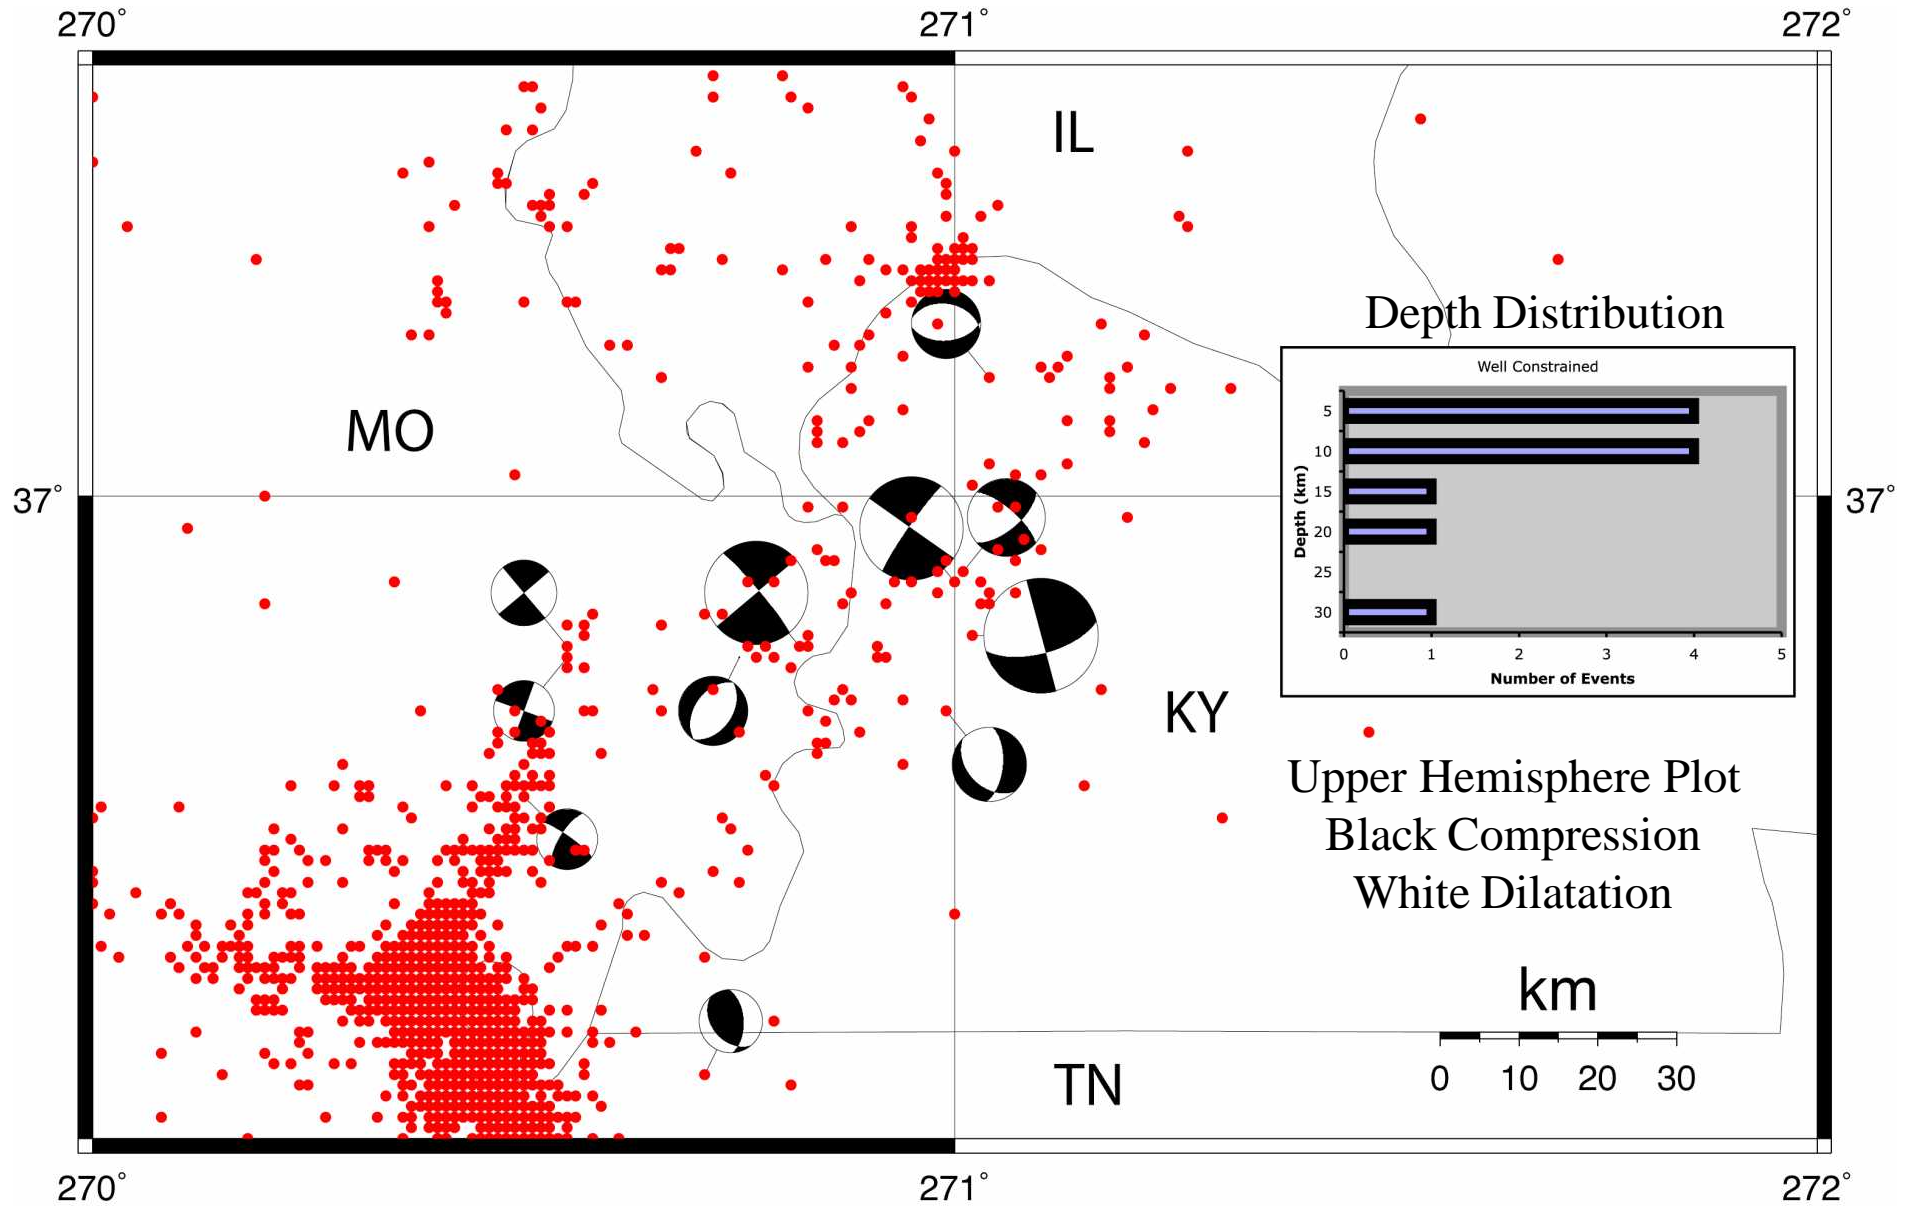 270° 271° 272°
IL
Depth Distribution
Well Constrained
MO
5
10
37° 15 37°
20
25
30
Depth (km)
0 1 2 3 4 5
Number of Events
KY
Upper Hemisphere Plot
Black Compression
White Dilatation
km
0 10 20 30
TN
270° 271° 272°